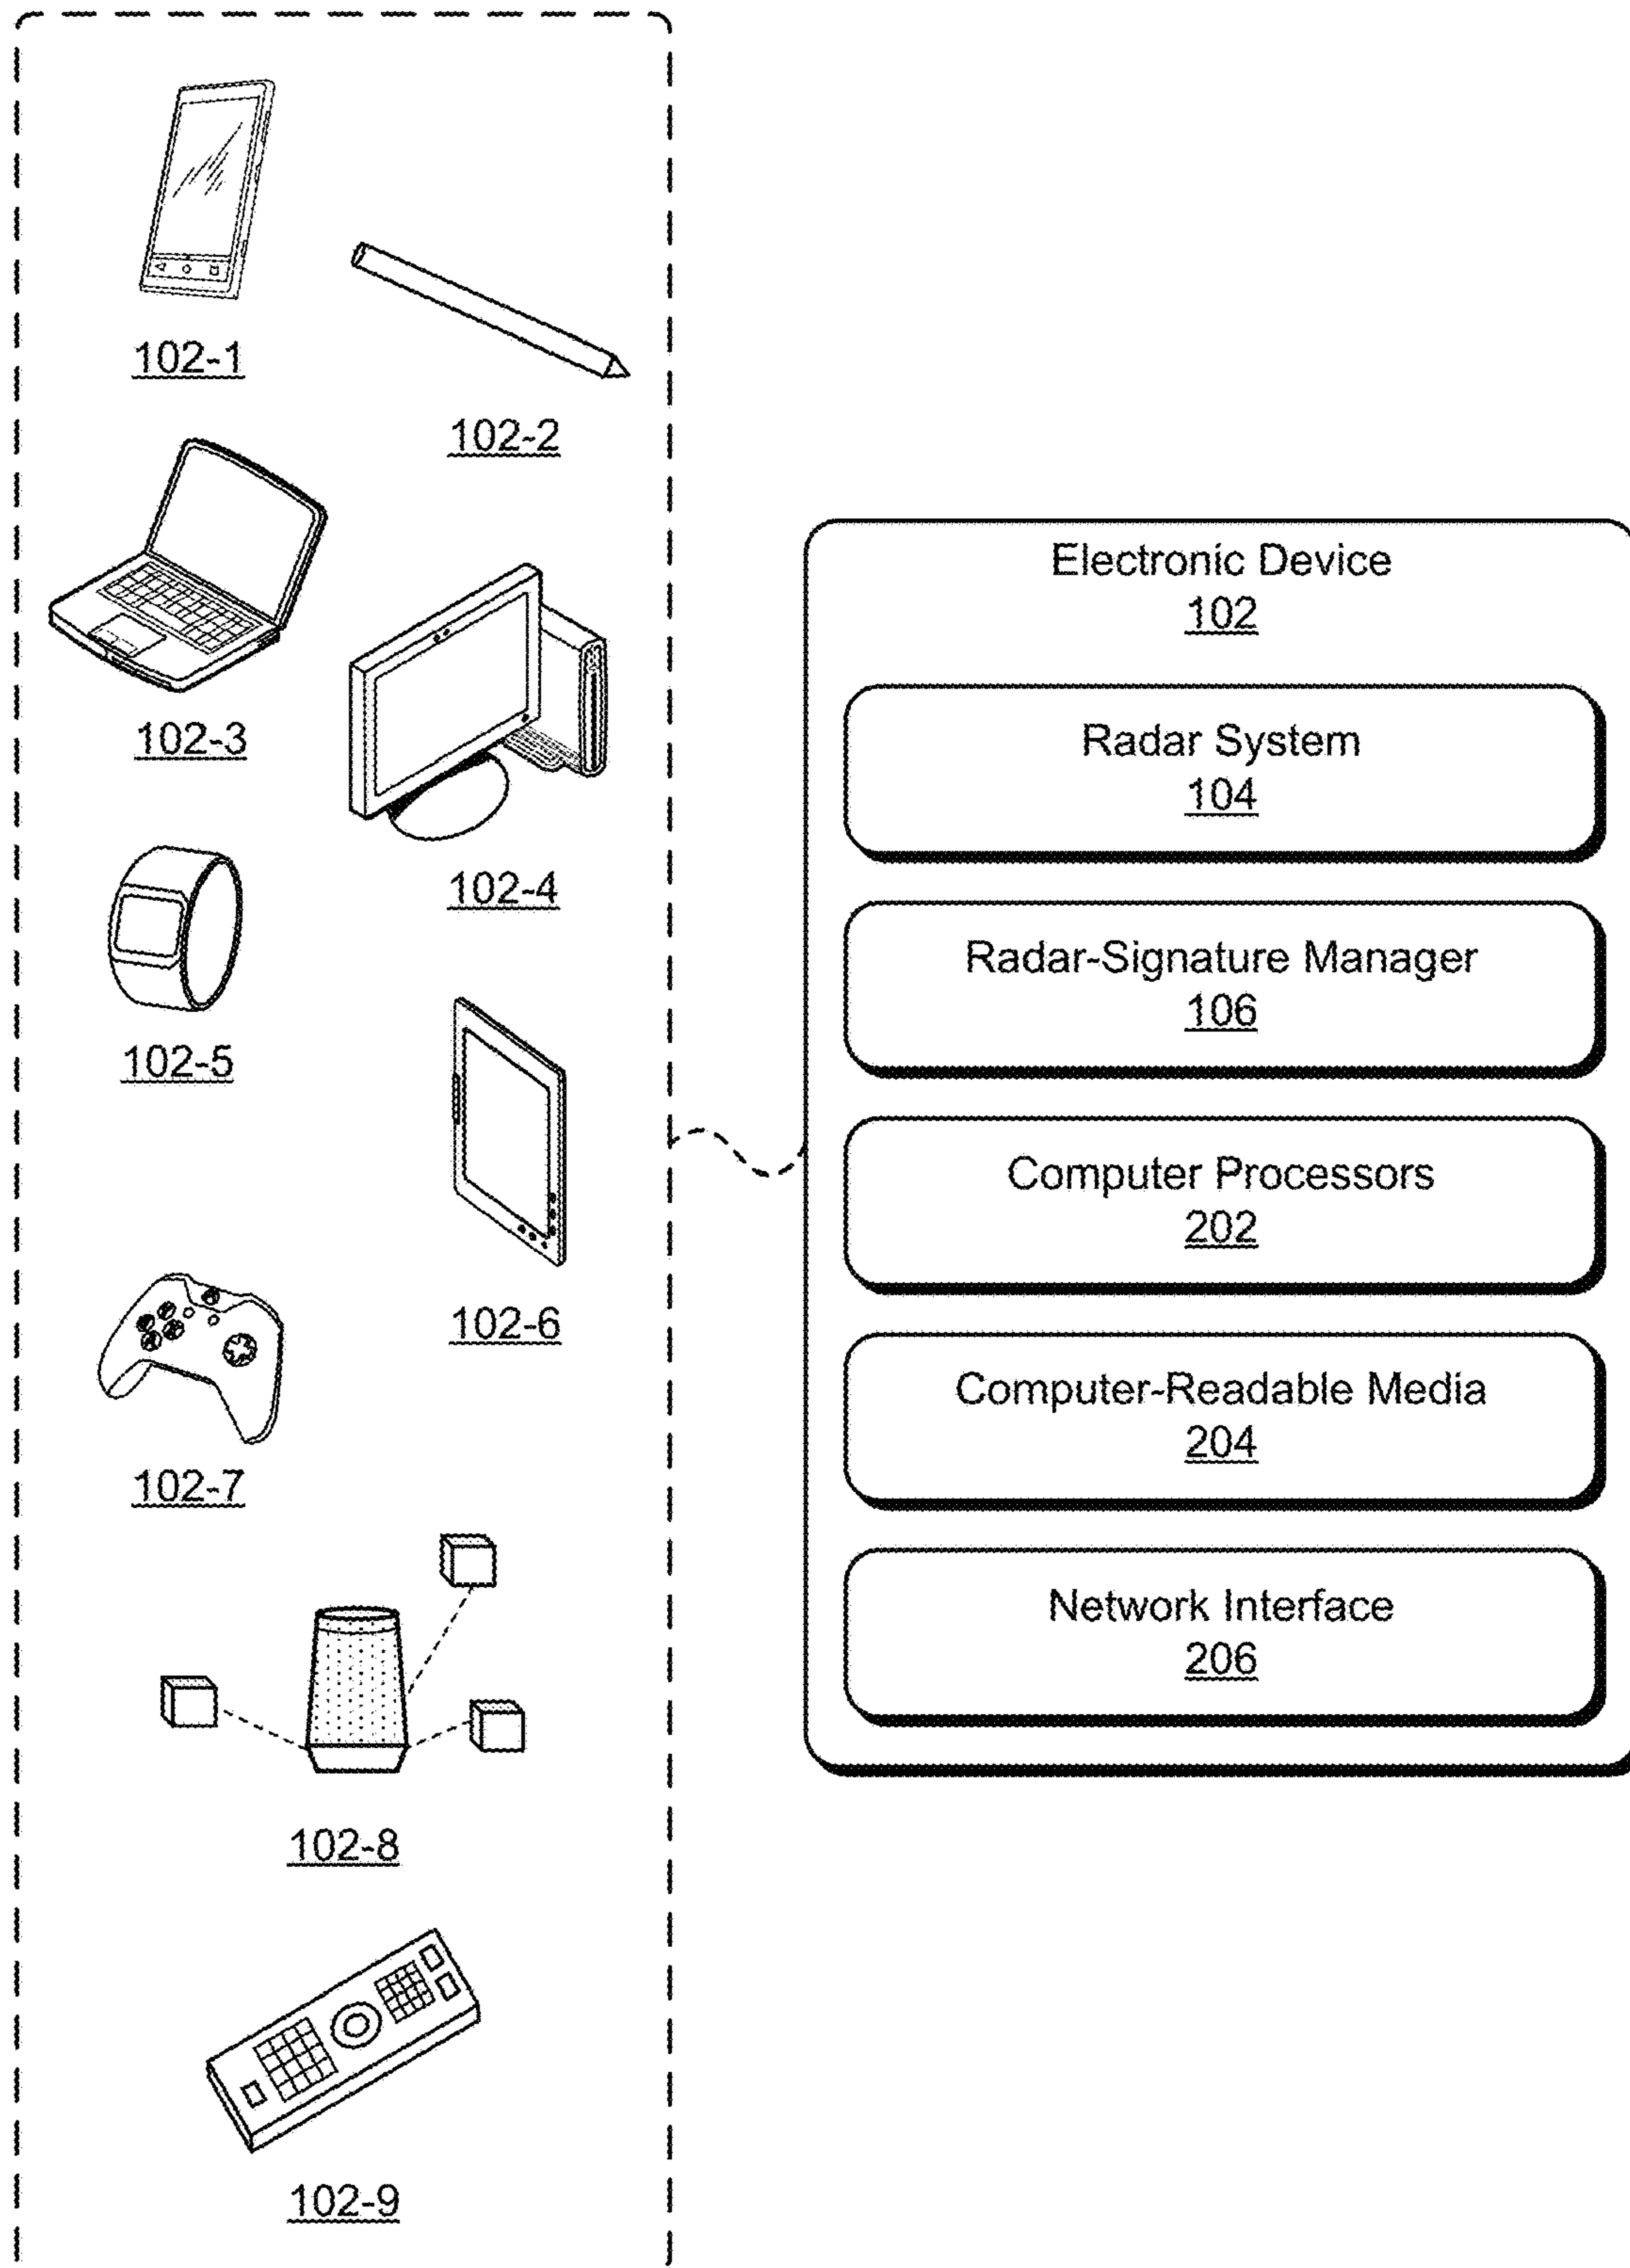 102-1
102-2
102-3
102-4
102-5
102-6
102-7
102-8
102-9
Electronic Device
102
Radar System
104
Radar-Signature Manager
106
Computer Processors
202
Computer-Readable Media
204
Network Interface
206